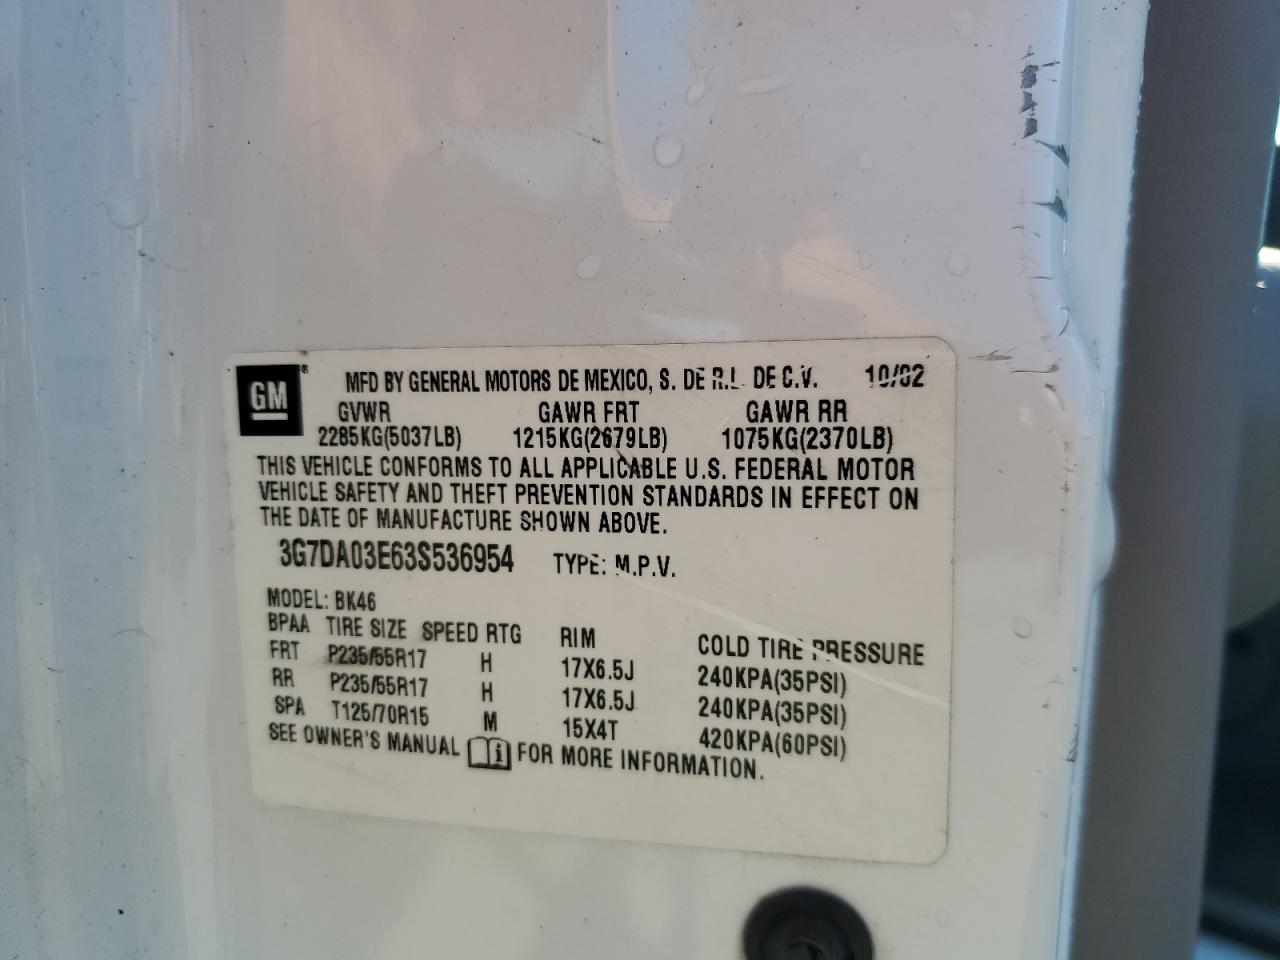 GM ®
MFD BY GENERAL MOTORS DE MEXICO, S. DE R.L. DE C.V. 10/02
GVWR GAWR FRT GAWR RR
2285KG(5037LB) 1215KG(2679LB) 1075KG(2370LB)
THIS VEHICLE CONFORMS TO ALL APPLICABLE U.S. FEDERAL MOTOR
VEHICLE SAFETY AND THEFT PREVENTION STANDARDS IN EFFECT ON
THE DATE OF MANUFACTURE SHOWN ABOVE.
3G7DA03E63S536954 TYPE: M.P.V.
MODEL: BK46
BPAA TIRE SIZE SPEED RTG RIM COLD TIRE PRESSURE
FRT P235/55R17 H 17X6.5J 240KPA(35PSI)
RR P235/55R17 H 17X6.5J 240KPA(35PSI)
SPA T125/70R15 M 15X4T 420KPA(60PSI)
SEE OWNER'S MANUAL i FOR MORE INFORMATION.